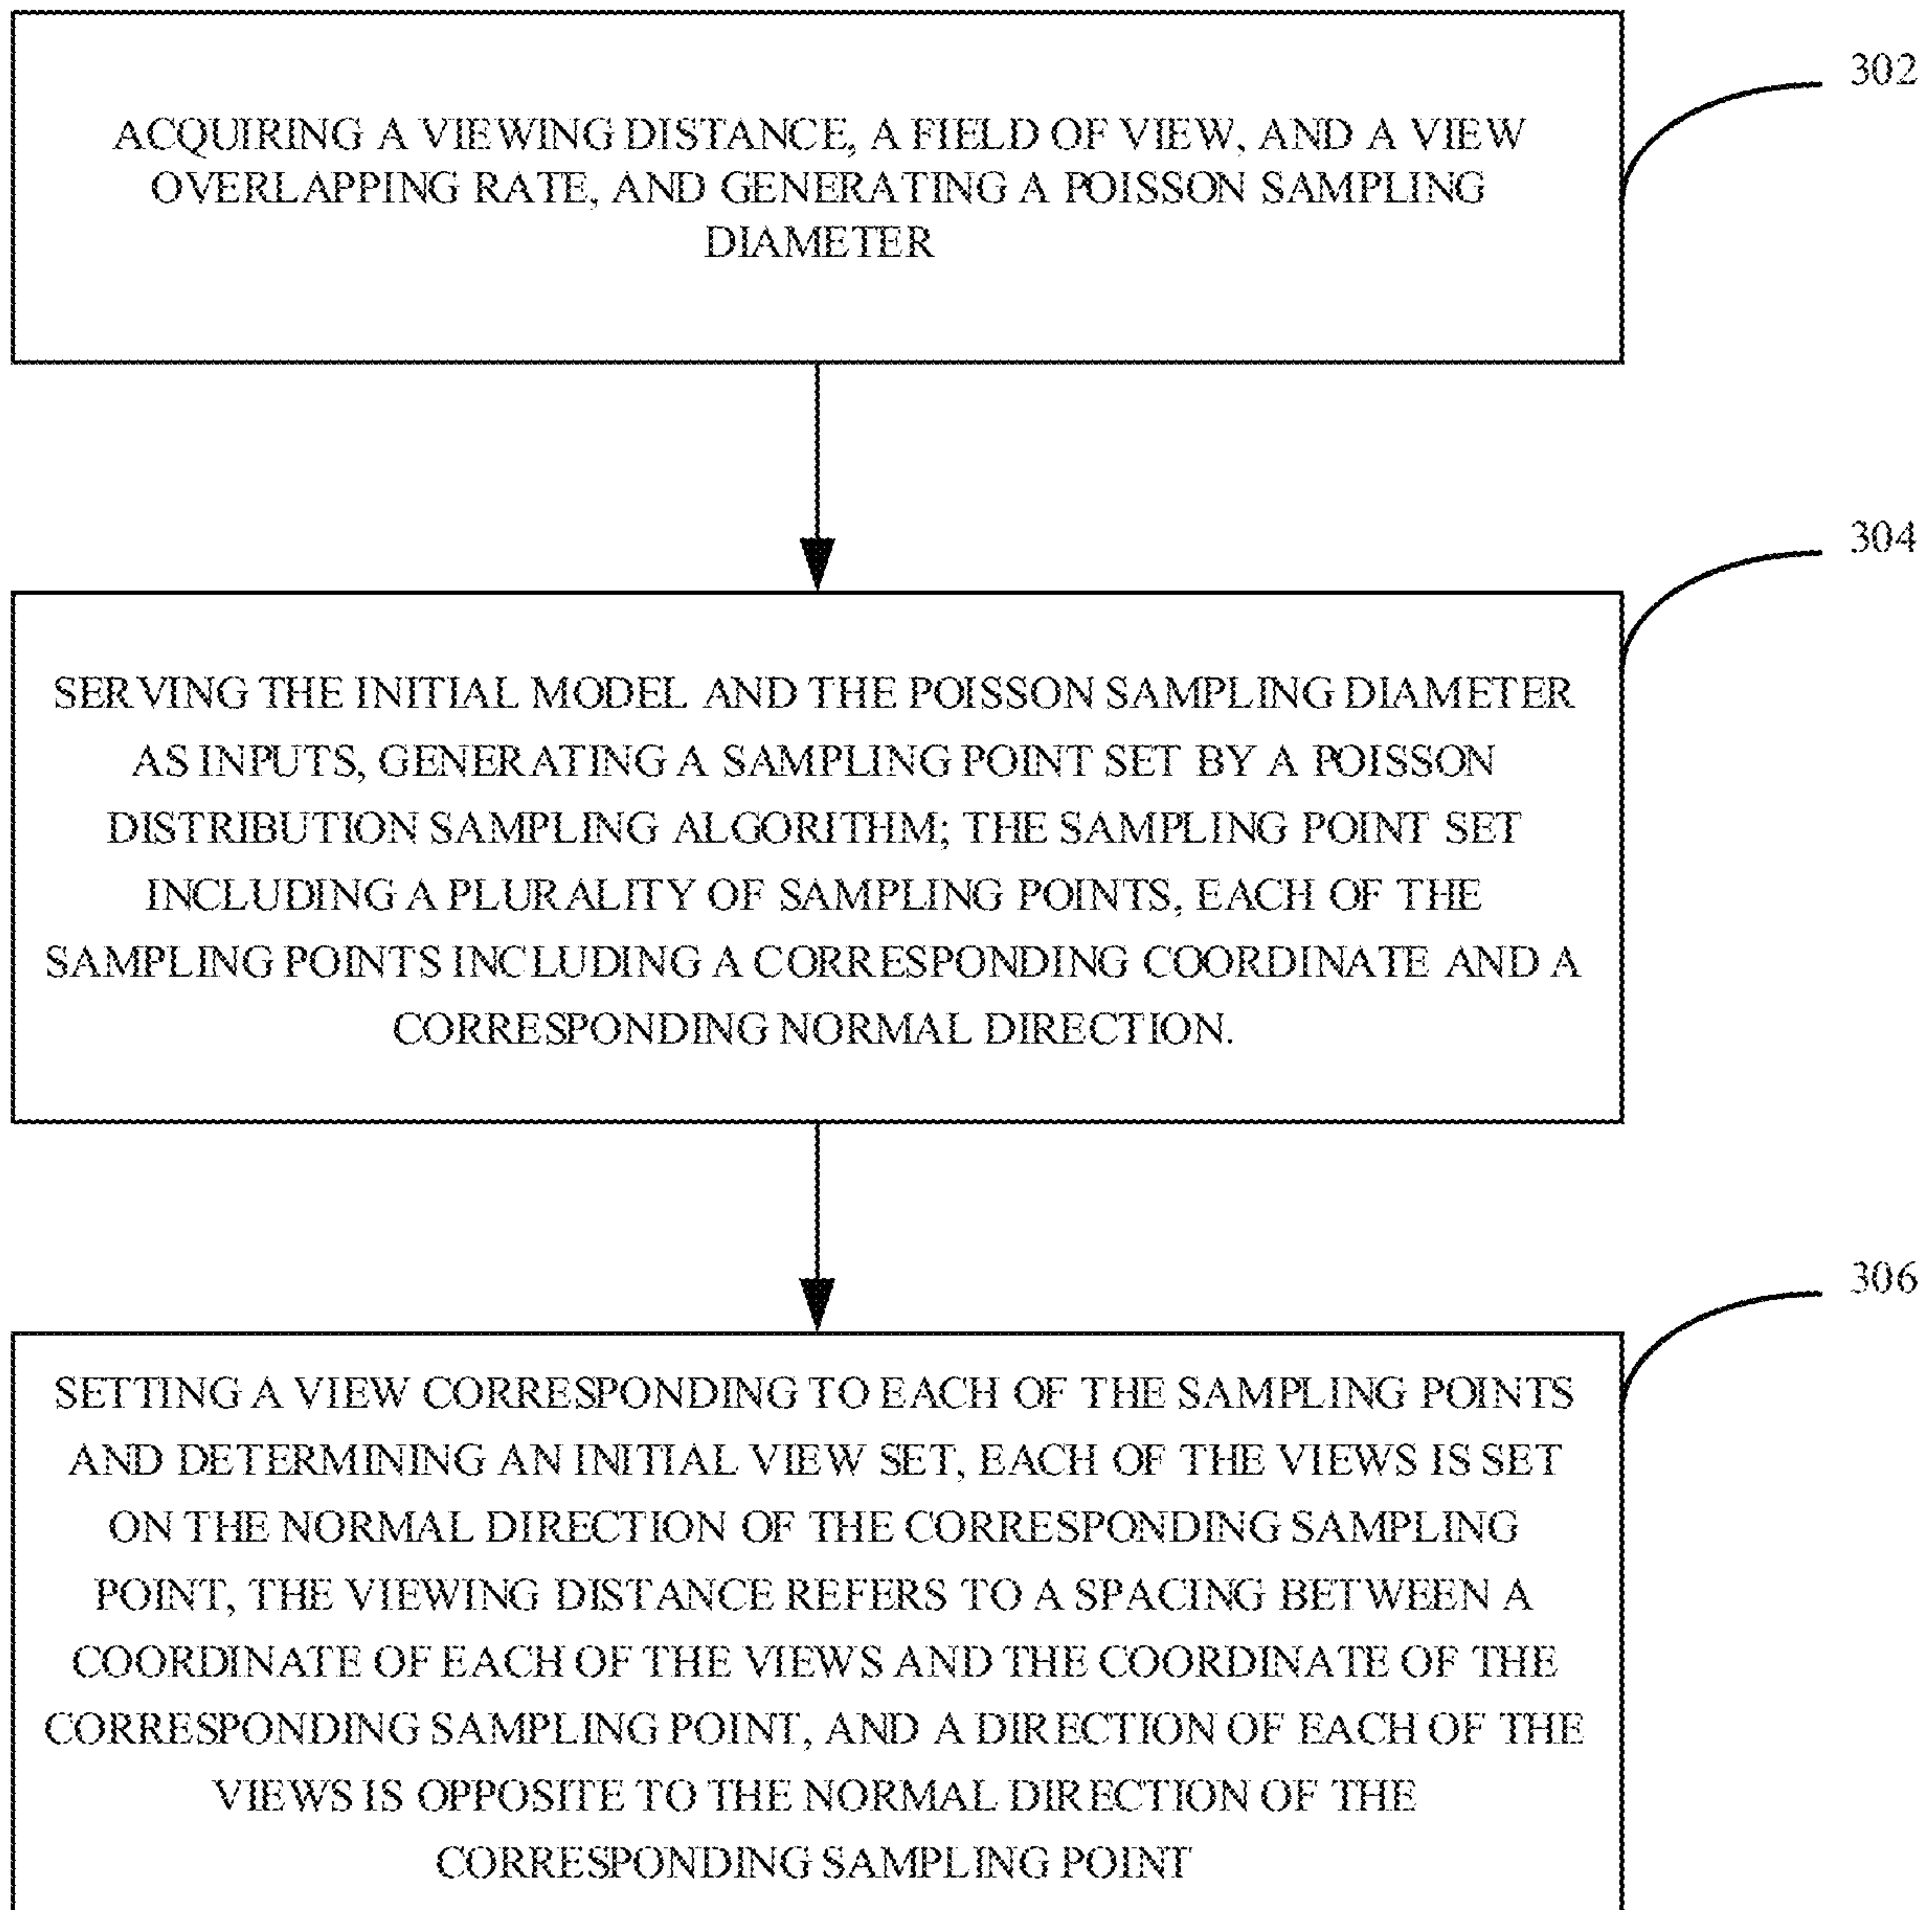 302
ACQUIRING A VIEWING DISTANCE, A FIELD OF VIEW, AND A VIEW
OVERLAPPING RATE, AND GENERATING A POISSON SAMPLING
DIAMETER
304
SERVING THE INITIAL MODEL AND THE POISSON SAMPLING DIAMETER
AS INPUTS, GENERATING A SAMPLING POINT SET BY A POISSON
DISTRIBUTION SAMPLING ALGORITHM; THE SAMPLING POINT SET
INCLUDING A PLURALITY OF SAMPLING POINTS, EACH OF THE
SAMPLING POINTS INCLUDING A CORRESPONDING COORDINATE AND A
CORRESPONDING NORMAL DIRECTION.
306
SETTING A VIEW CORRESPONDING TO EACH OF THE SAMPLING POINTS
AND DETERMINING AN INITIAL VIEW SET, EACH OF THE VIEWS IS SET
ON THE NORMAL DIRECTION OF THE CORRESPONDING SAMPLING
POINT, THE VIEWING DISTANCE REFERS TO A SPACING BETWEEN A
COORDINATE OF EACH OF THE VIEWS AND THE COORDINATE OF THE
CORRESPONDING SAMPLING POINT, AND A DIRECTION OF EACH OF THE
VIEWS IS OPPOSITE TO THE NORMAL DIRECTION OF THE
CORRESPONDING SAMPLING POINT